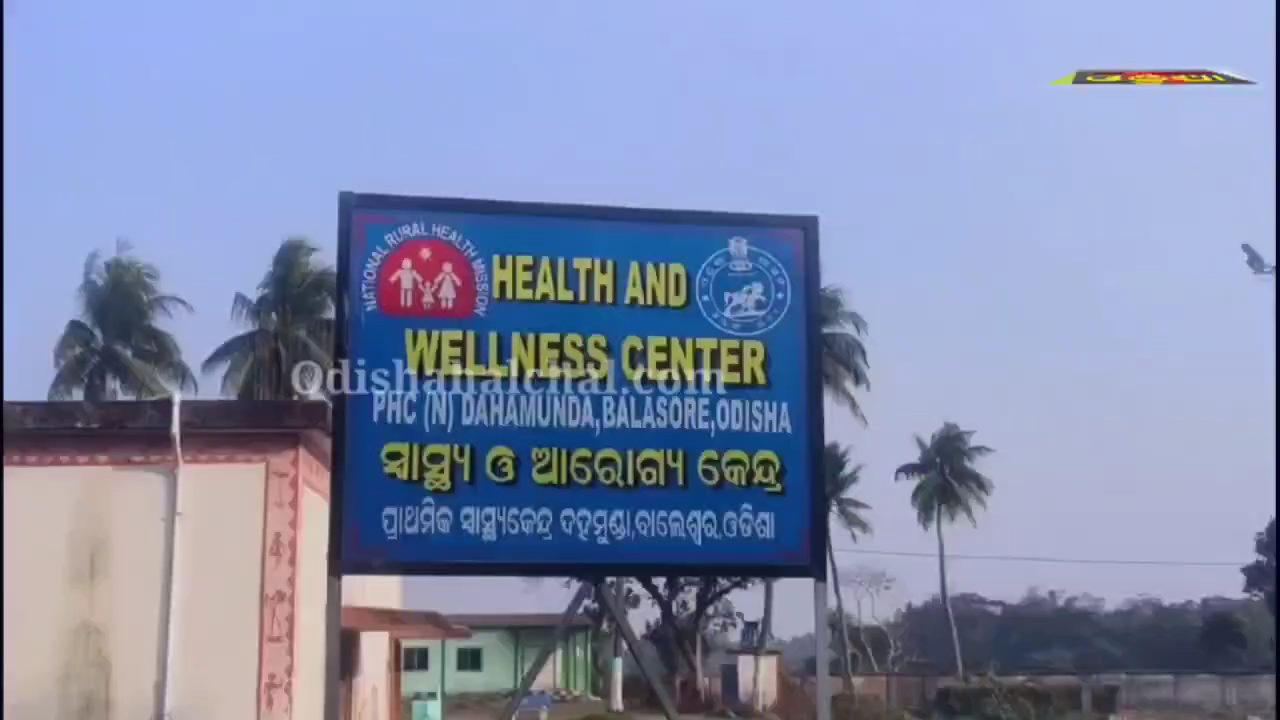 NATIONAL RURAL HEALTH MISSION
HEALTH AND
WELLNESS CENTER
Odishahalchal.com
PHC (N) DAHAMUNDA,BALASORE,ODISHA
ସ୍ୱାସ୍ଥ୍ୟ ଓ ଆରୋଗ୍ୟ କେନ୍ଦ୍ର
ପ୍ରାଥମିକ ସ୍ୱାସ୍ଥ୍ୟକେନ୍ଦ୍ର ଦହମୁଣ୍ଡା,ବାଲେଶ୍ୱର,ଓଡିଶା